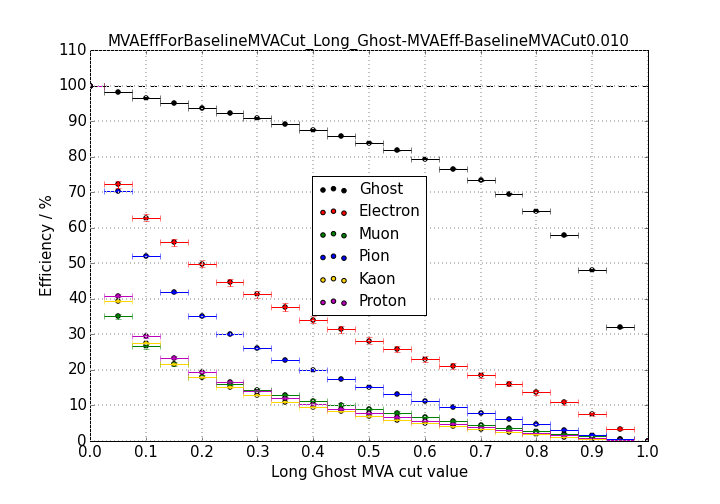 MVAEffForBaselineMVACut_Long_Ghost-MVAEff-BaselineMVACut0.010
110
100
90
80
70
60
50
40
30
20
10
0
Efficiency / %
Ghost
Electron
Muon
Pion
Kaon
Proton
0.0 0.1 0.2 0.3 0.4 0.5 0.6 0.7 0.8 0.9 1.0
Long Ghost MVA cut value